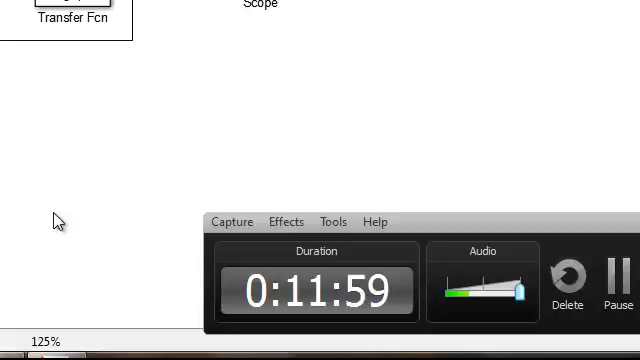 Transfer Fcn
Scope
Capture Effects Tools Help
Duration
Audio
0:11:59
Delete
Pause
125%